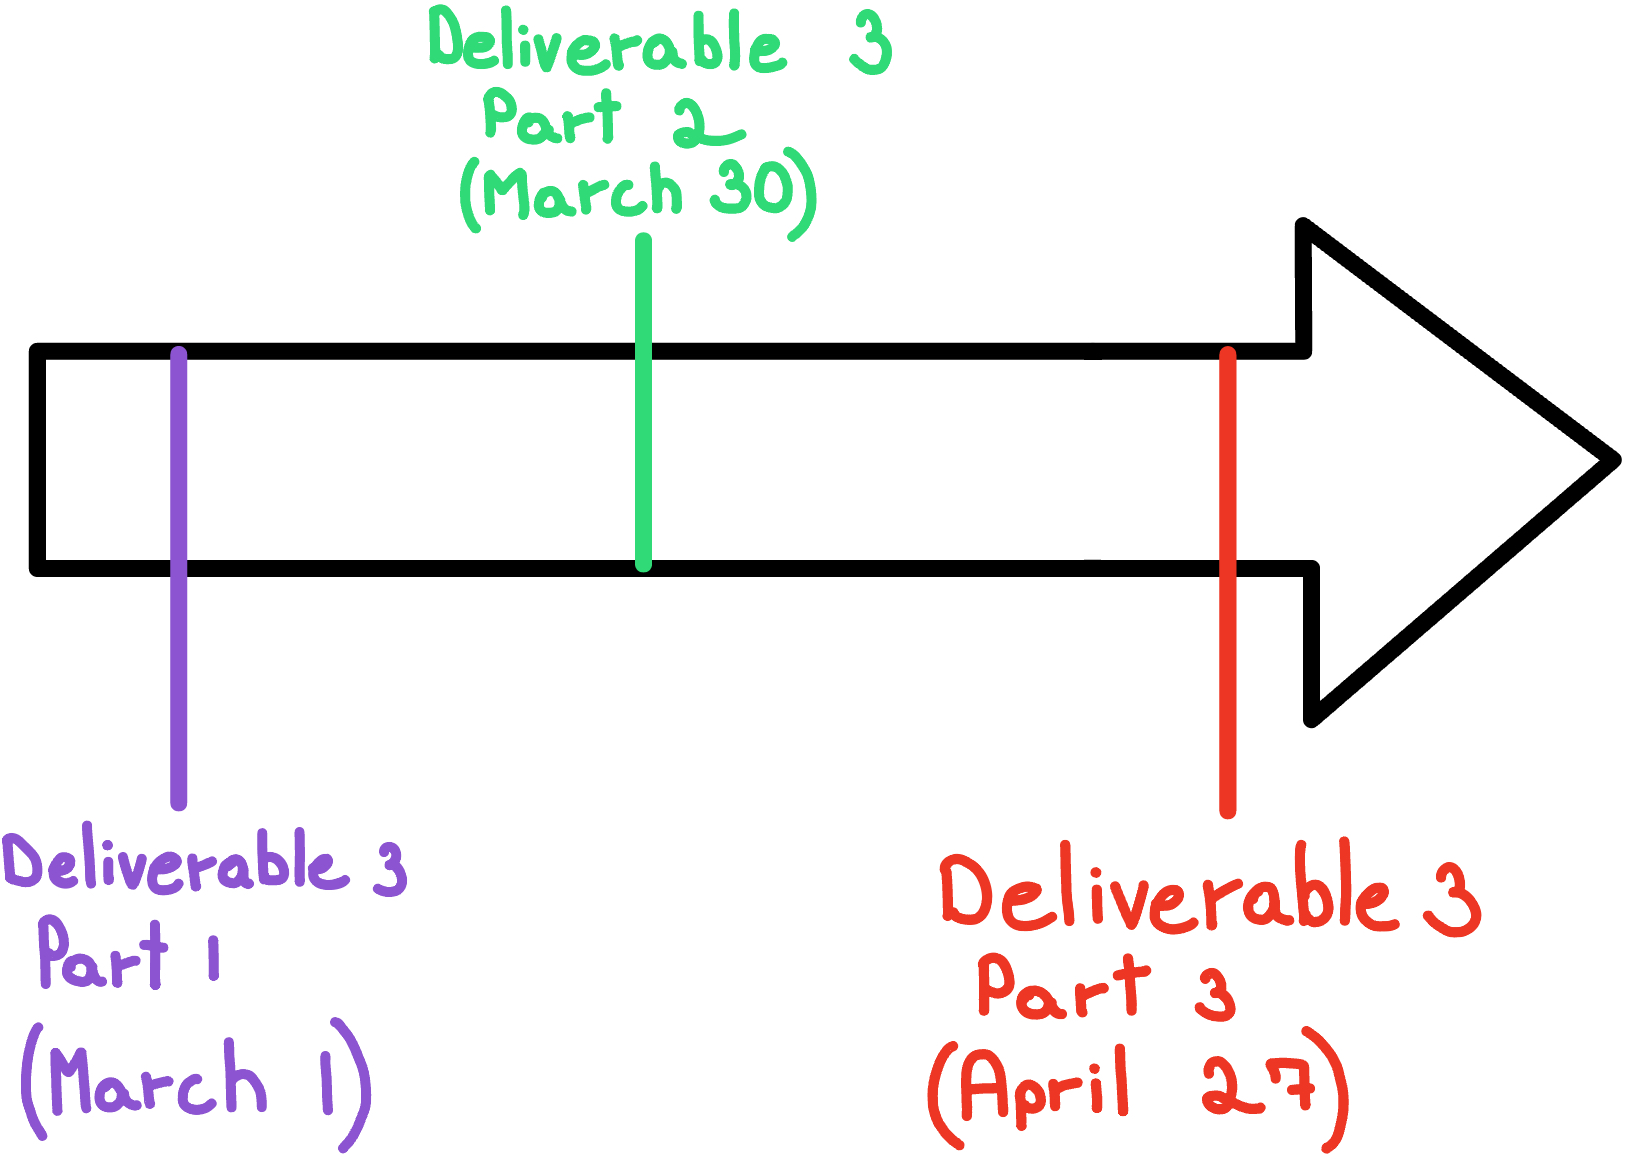 Deliverable 3
Part 2
(March 30)
Deliverable 3
Part 1
(March 1)
Deliverable 3
Part 3
(April 27)